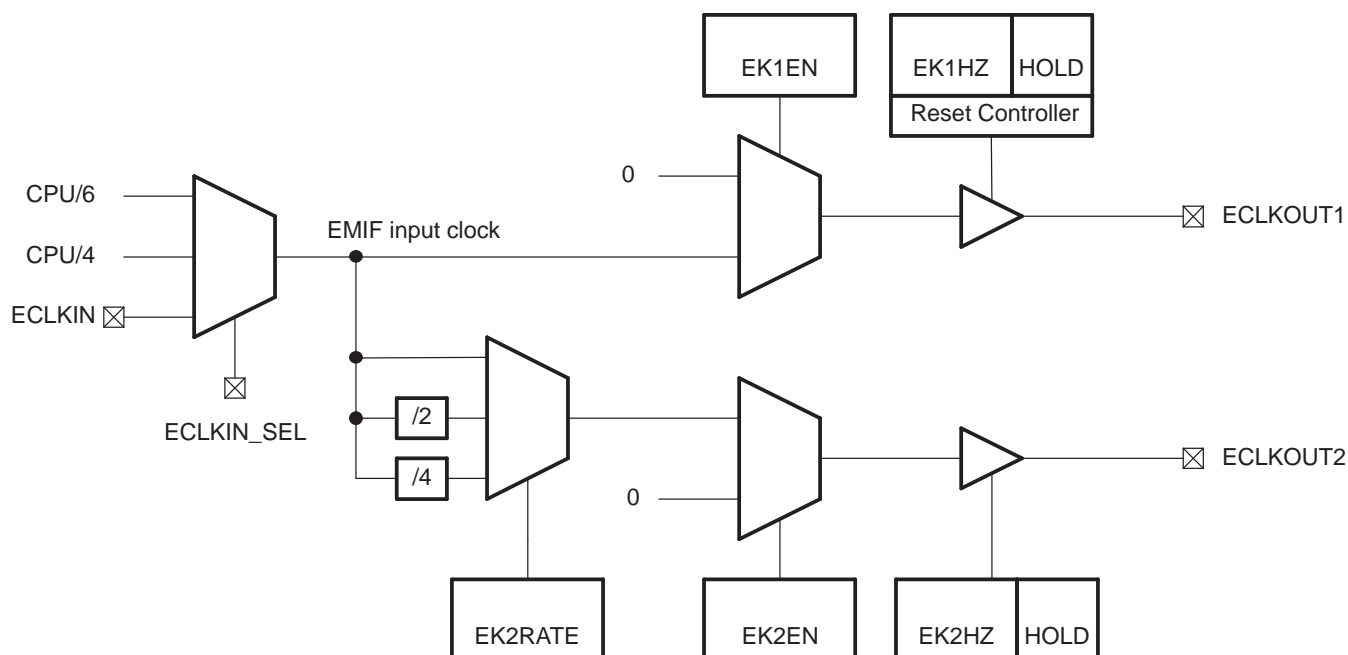 EK1EN
EK1HZ HOLD
Reset Controller
0
CPU/6
ECLKOUT1
EMIF input clock
CPU/4
ECLKIN
/2
ECLKIN_SEL
/4
ECLKOUT2
0
EK2RATE
EK2EN
EK2HZ HOLD